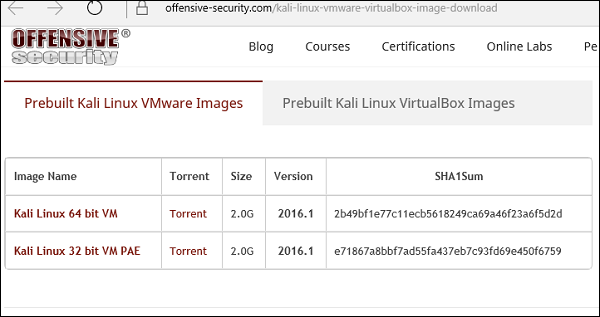 offensive-security.com/kali-linux-vmware-virtualbox-image-download
OFFENSIVE®
security
Blog Courses Certifications Online Labs Pe
Prebuilt Kali Linux VMware Images Prebuilt Kali Linux VirtualBox Images
Image Name Torrent Size Version SHA1Sum
Kali Linux 64 bit VM Torrent 2.0G 2016.1 2b49bf1e77c11ecb5618249ca69a46f23a6f5d2d
Kali Linux 32 bit VM PAE Torrent 2.0G 2016.1 e71867a8bbf7ad55fa437eb7c93fd69e450f6759